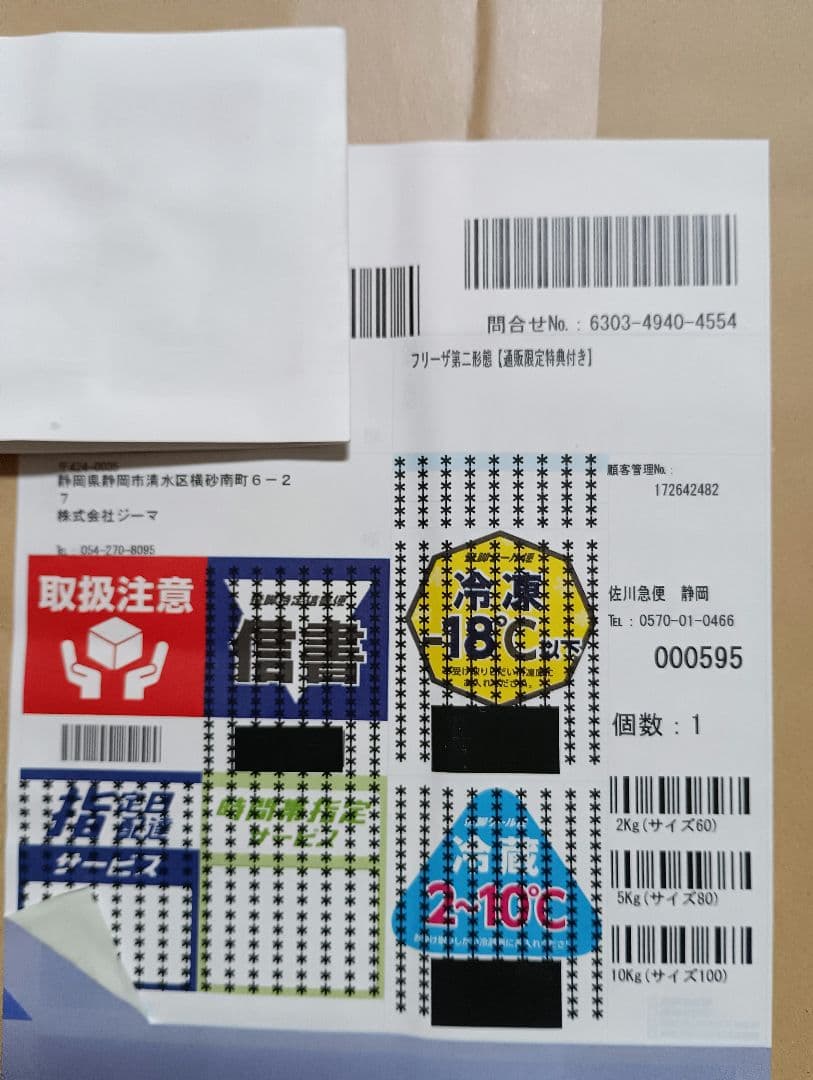 問合せNo.：6303-4940-4554
フリーザ第二形態【通販限定特典付き】
静岡県静岡市清水区横砂南町６－２
７
株式会社ジーマ
℡：054-270-8095
顧客管理No.：
172642482
取扱注意
信書
冷凍
-18℃以下
佐川急便　静岡
℡：0570-01-0466
000595
個数：1
指定日
配達
サービス
時間帯指定
サービス
冷蔵
2~10℃
2Kg(サイズ60)
5Kg(サイズ80)
10Kg(サイズ100)